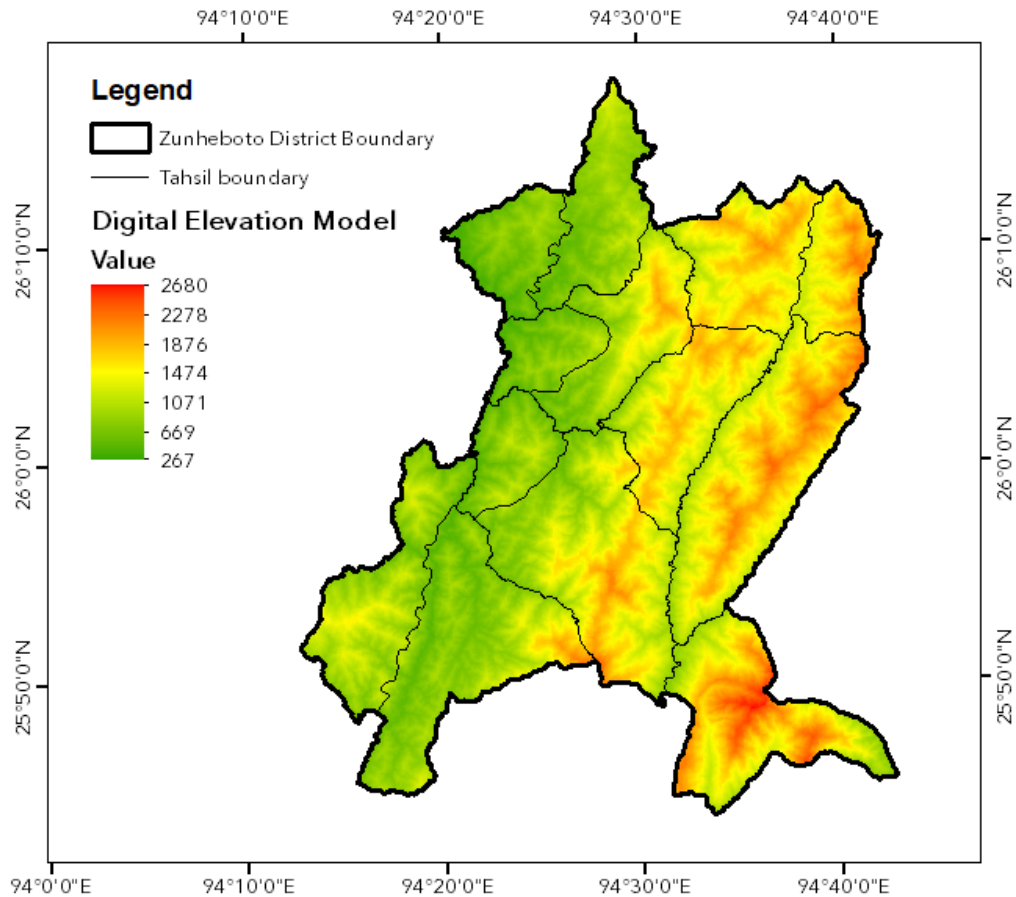 94°10'0"E 94°20'0"E 94°30'0"E 94°40'0"E
Legend
Zunheboto District Boundary
Tahsil boundary
Digital Elevation Model
Value
2680
2278
1876
1474
1071
669
267
26°10'0"N
26°0'0"N
25°50'0"N
26°10'0"N
26°0'0"N
25°50'0"N
94°0'0"E 94°10'0"E 94°20'0"E 94°30'0"E 94°40'0"E